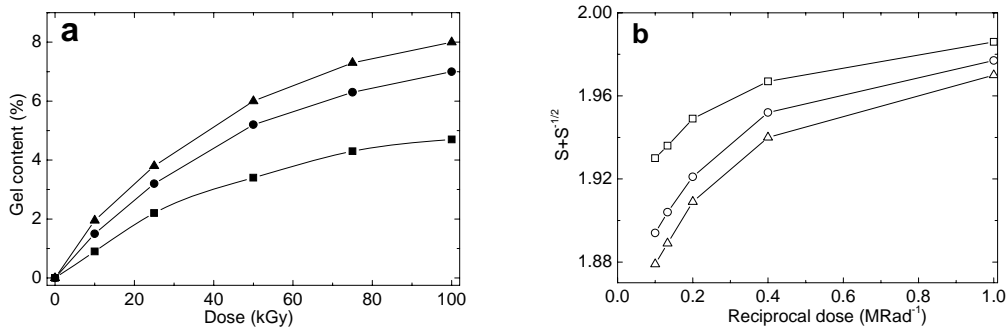 a
8
6
4
2
0
Gel content (%)
0 20 40 60 80 100
Dose (kGy)
b
2.00
1.96
1.92
1.88
S+S-1/2
0.0 0.2 0.4 0.6 0.8 1.0
Reciprocal dose (MRad-1)